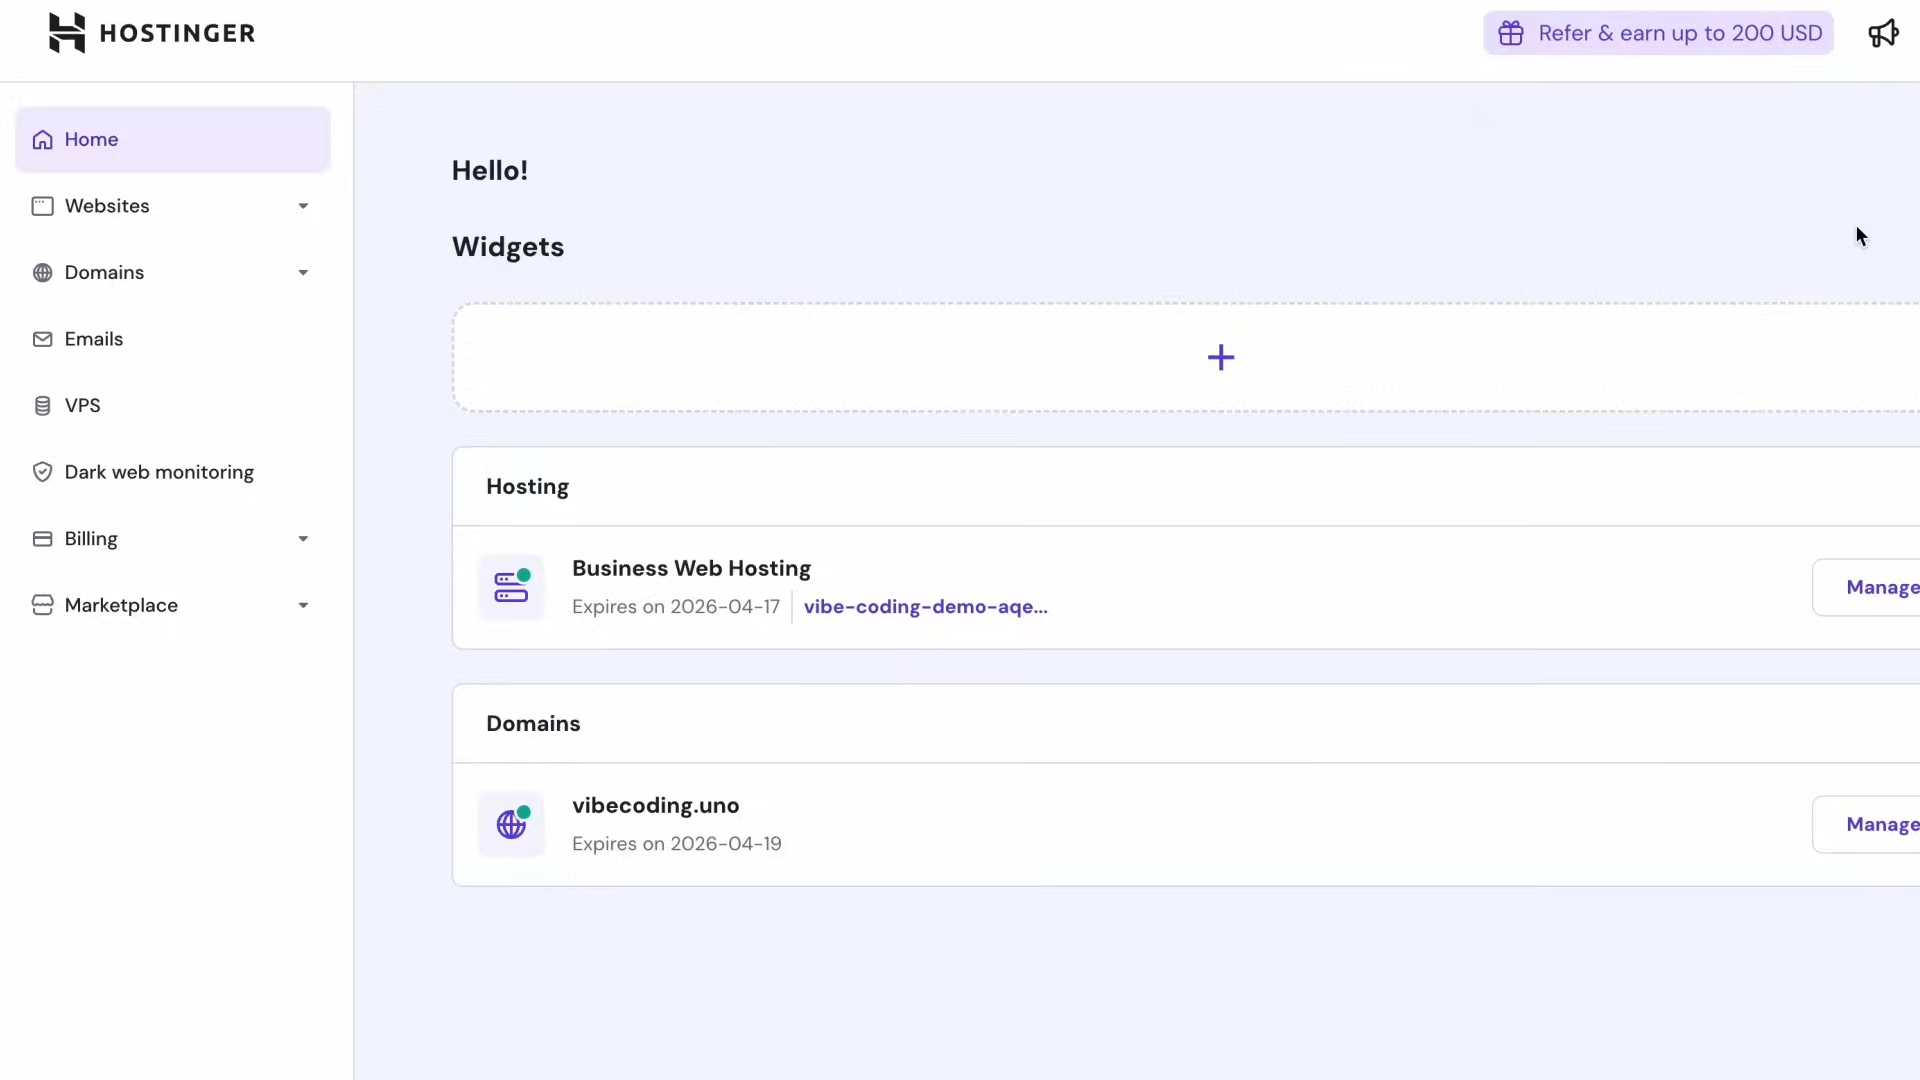 HOSTINGER
Refer & earn up to 200 USD
Home
Websites
Domains
Emails
VPS
Dark web monitoring
Billing
Marketplace
Hello!
Widgets
Hosting
Business Web Hosting
Expires on 2026-04-17
vibe-coding-demo-aqe...
Manage
Domains
vibecoding.uno
Expires on 2026-04-19
Manage